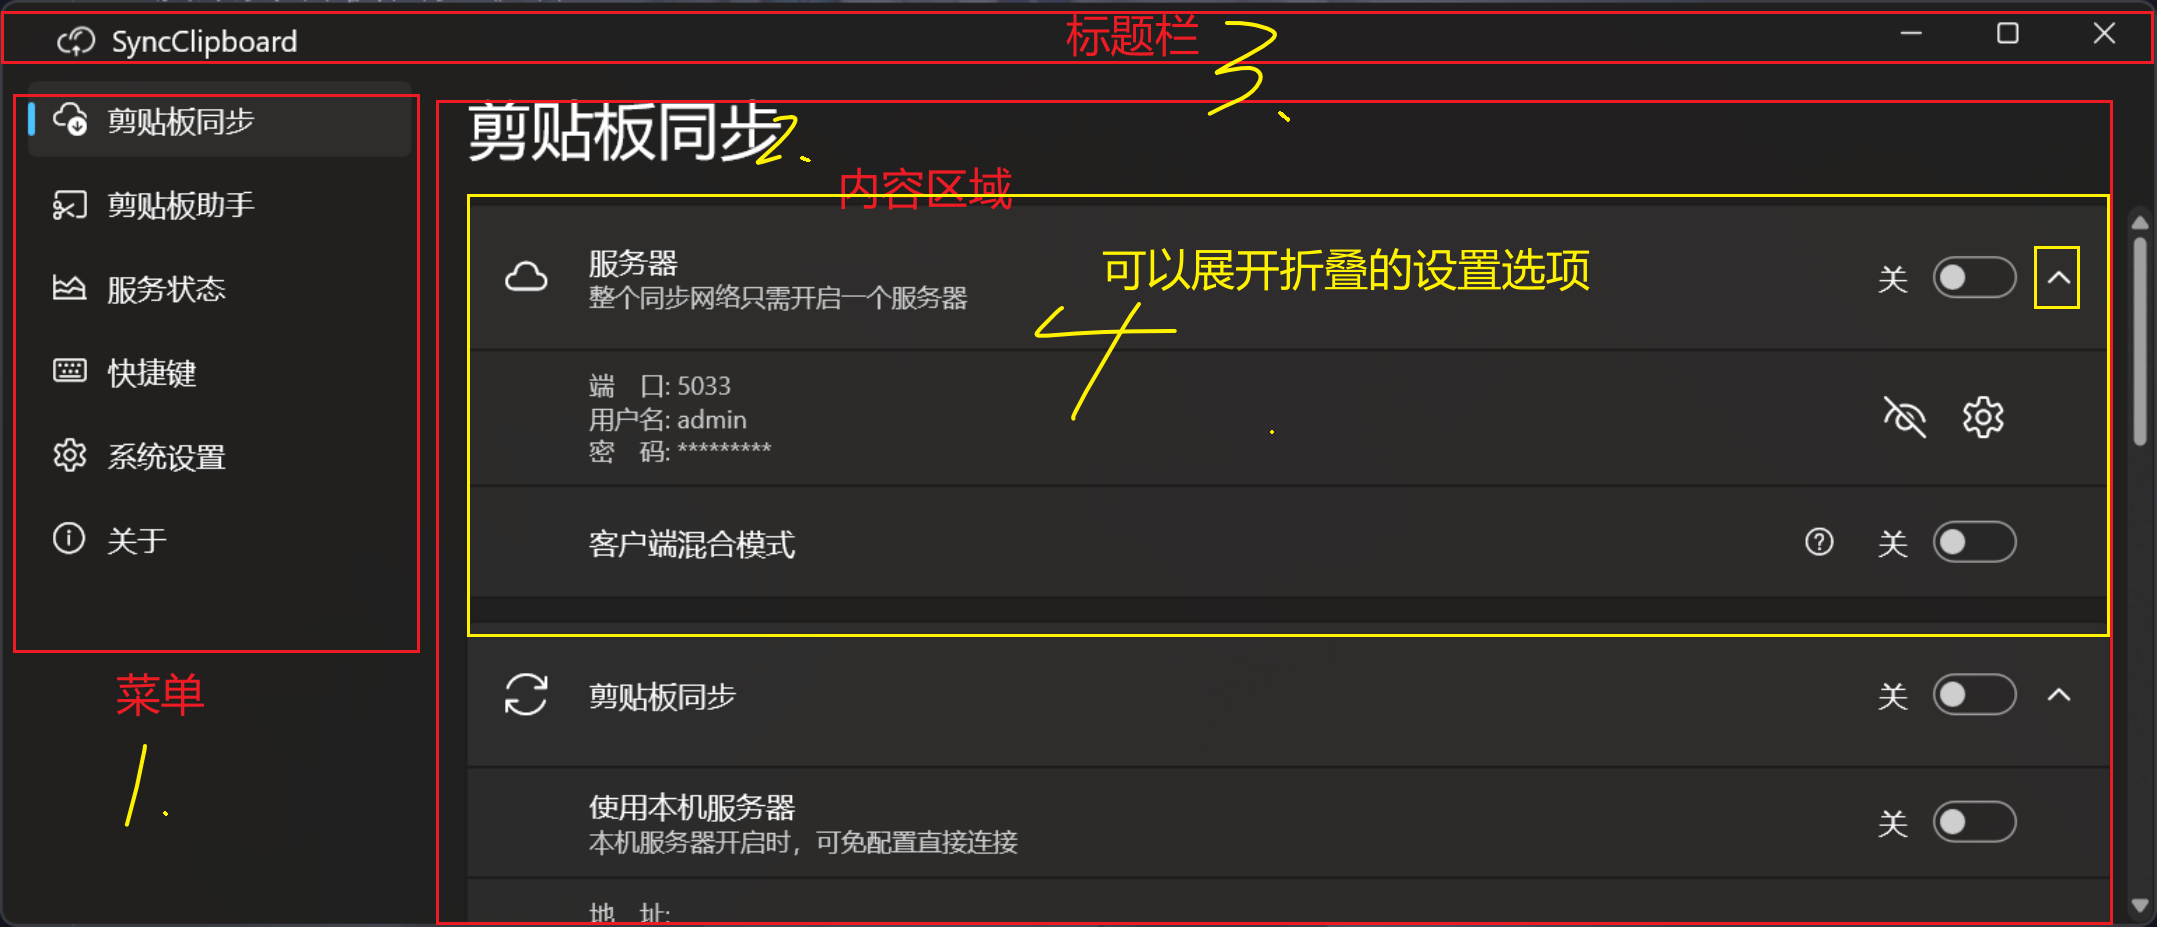 SyncClipboard
标题栏 3、
剪贴板同步
剪贴板助手
服务状态
快捷键
系统设置
关于
菜单
1.
剪贴板同步
2、
内容区域
服务器
整个同步网络只需开启一个服务器
可以展开折叠的设置选项
4.
关
端 口: 5033
用户名: admin
密 码: *********
客户端混合模式
关
剪贴板同步
关
使用本机服务器
本机服务器开启时，可免配置直接连接
关
地 址: